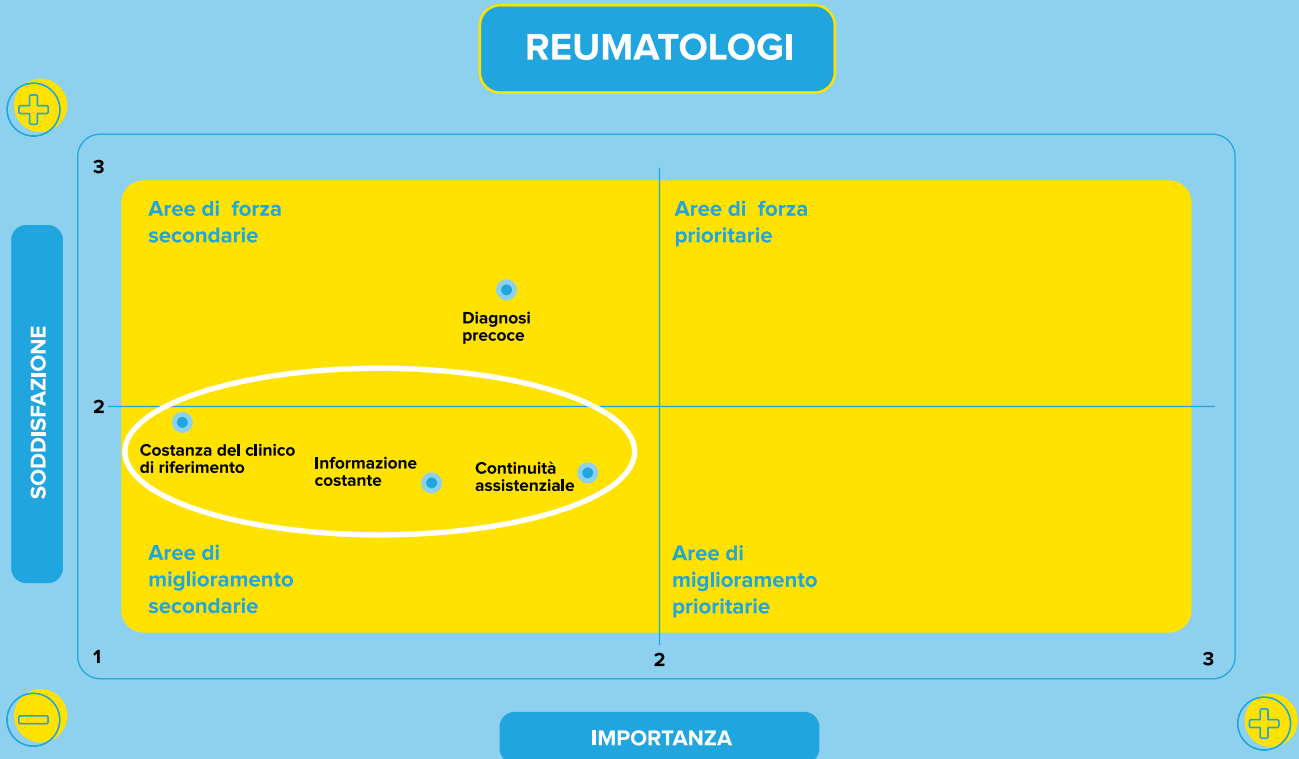 REUMATOLOGI
3
Aree di forza
secondarie
Aree di forza
prioritarie
Diagnosi
precoce
SODDISFAZIONE
2
Costanza del clinico
di riferimento
Informazione
costante
Continuità
assistenziale
Aree di
miglioramento
secondarie
Aree di
miglioramento
prioritarie
1
2
3
IMPORTANZA